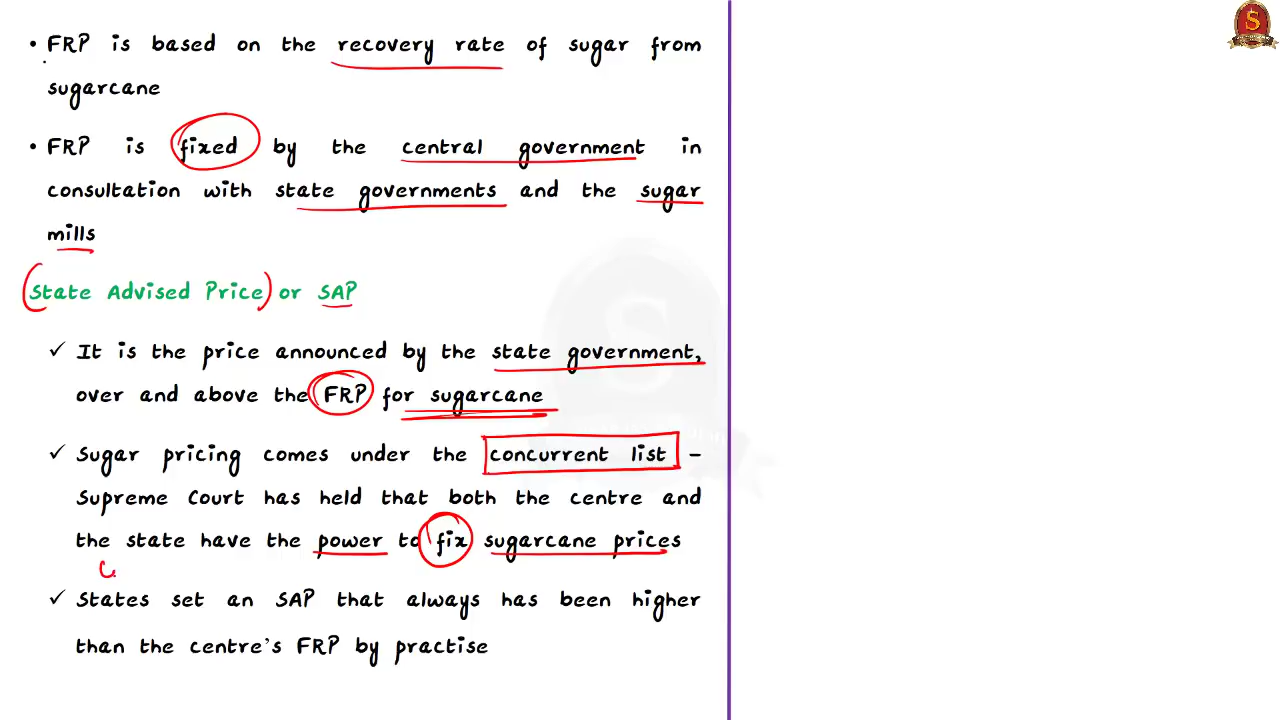 • FRP is based on the recovery rate of sugar from
sugarcane
• FRP is fixed by the central government in
consultation with state governments and the sugar
mills
(State Advised Price) or SAP
✓ It is the price announced by the state government,
over and above the FRP for sugarcane
✓ Sugar pricing comes under the concurrent list –
Supreme Court has held that both the centre and
the state have the power to fix sugarcane prices
✓ States set an SAP that always has been higher
than the centre's FRP by practise